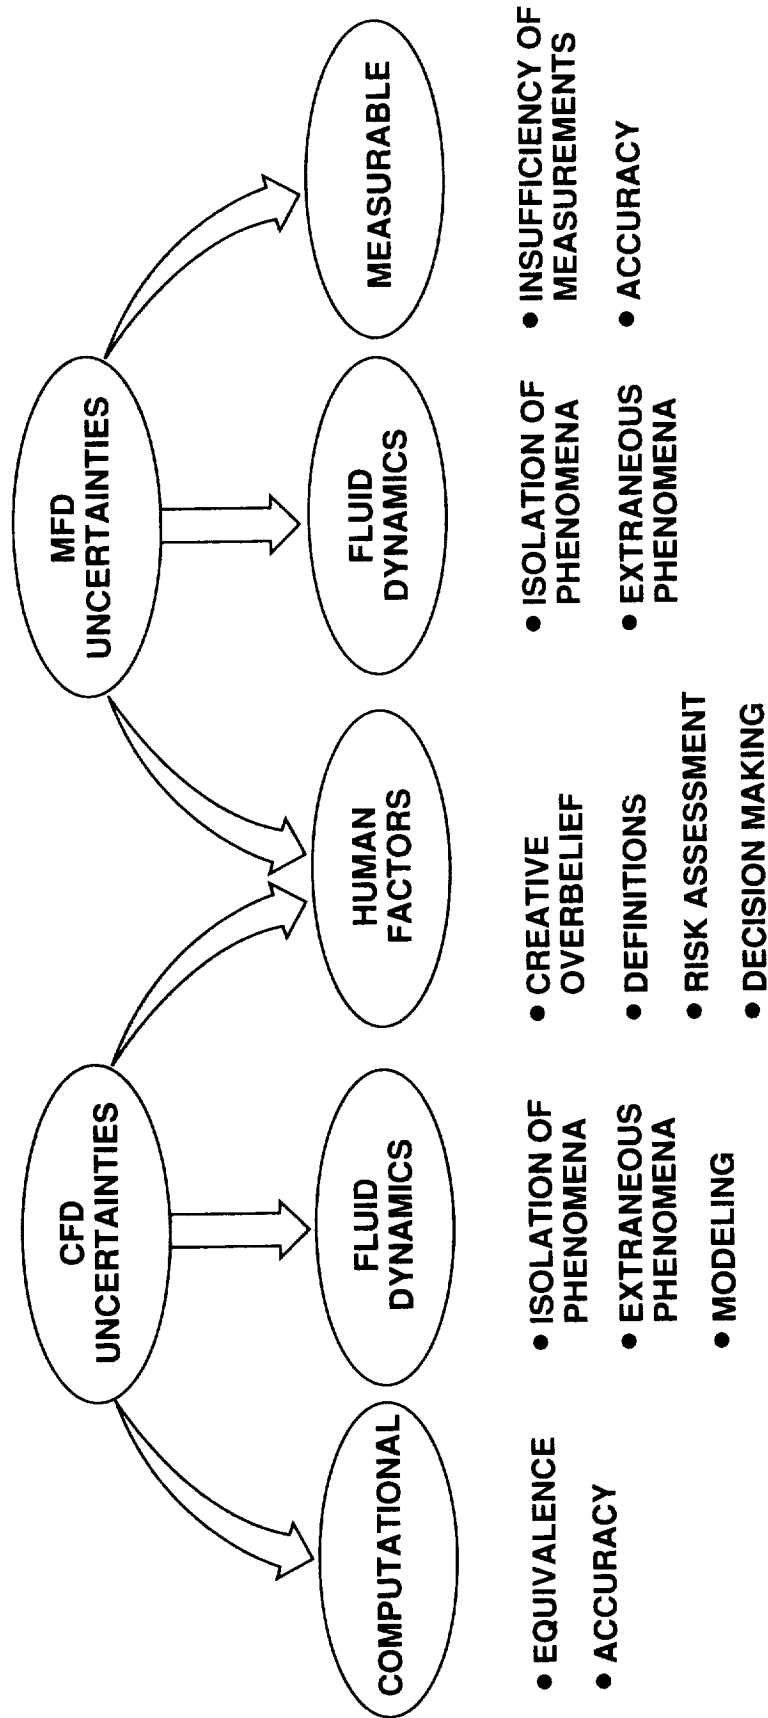 CFD
UNCERTAINTIES
MFD
UNCERTAINTIES
COMPUTATIONAL
FLUID
DYNAMICS
HUMAN
FACTORS
FLUID
DYNAMICS
MEASURABLE
● EQUIVALENCE
● ACCURACY
● ISOLATION OF
PHENOMENA
● EXTRANEOUS
PHENOMENA
● MODELING
● CREATIVE
OVERBELIEF
● DEFINITIONS
● RISK ASSESSMENT
● DECISION MAKING
● ISOLATION OF
PHENOMENA
● EXTRANEOUS
PHENOMENA
● INSUFFICIENCY OF
MEASUREMENTS
● ACCURACY